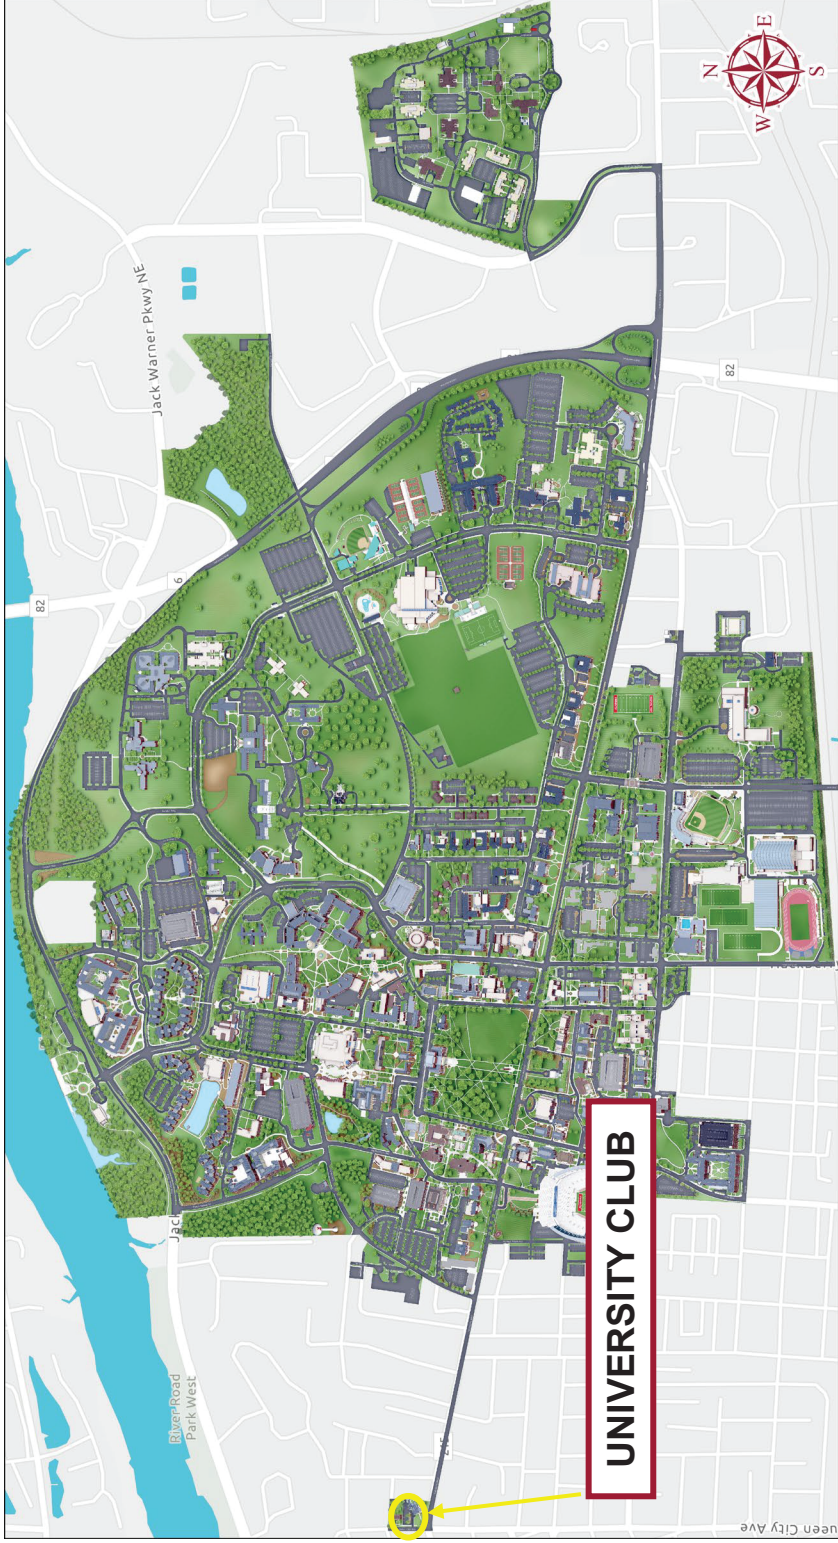 N
E
S
W
Jack Warner Pkwy NE
82
82
6
Jack
River Road
Park West
UNIVERSITY CLUB
ueen City Ave